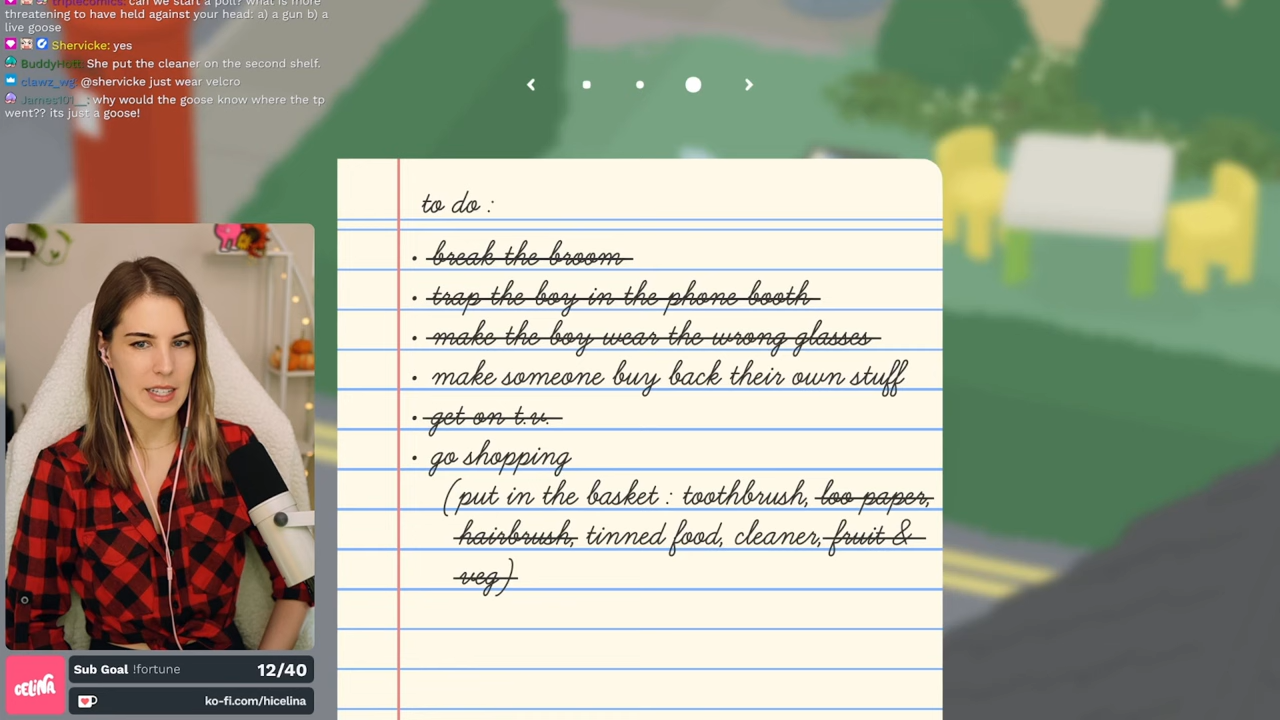 triplecomics: can we start a poll? what is more
threatening to have held against your head: a) a gun b) a
live goose
Shervicke: yes
BuddyHott: She put the cleaner on the second shelf.
clawz_wg: @shervicke just wear velcro
James101__: why would the goose know where the tp
went?? its just a goose!
to do :
• break the broom
• trap the boy in the phone booth
• make the boy wear the wrong glasses
• make someone buy back their own stuff
• get on t.v.
• go shopping
(put in the basket : toothbrush, loo paper,
hairbrush, tinned food, cleaner, fruit &
veg)
CELINA
Sub Goal !fortune 12/40
ko-fi.com/hicelina